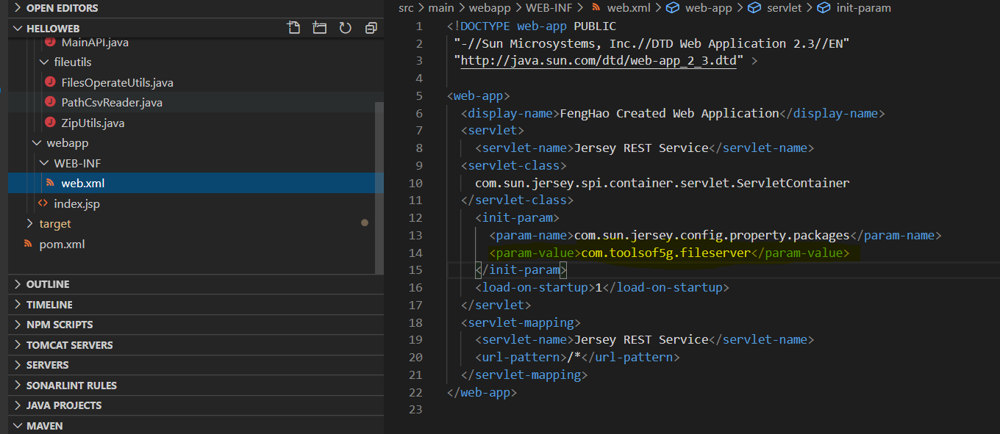 OPEN EDITORS
HELLOWEB
MainAPI.java
fileutils
FilesOperateUtils.java
PathCsvReader.java
ZipUtils.java
webapp
WEB-INF
web.xml
index.jsp
target
pom.xml
OUTLINE
TIMELINE
NPM SCRIPTS
TOMCAT SERVERS
SERVERS
SONARLINT RULES
JAVA PROJECTS
MAVEN
src > main > webapp > WEB-INF > web.xml > web-app > servlet > init-param
1 <!DOCTYPE web-app PUBLIC
2 "-//Sun Microsystems, Inc.//DTD Web Application 2.3//EN"
3 "http://java.sun.com/dtd/web-app_2_3.dtd" >
4
5 <web-app>
6 <display-name>FengHao Created Web Application</display-name>
7 <servlet>
8 <servlet-name>Jersey REST Service</servlet-name>
9 <servlet-class>
10 com.sun.jersey.spi.container.servlet.ServletContainer
11 </servlet-class>
12 <init-param>
13 <param-name>com.sun.jersey.config.property.packages</param-name>
14 <param-value>com.toolsof5g.fileserver</param-value>
15 </init-param>
16 <load-on-startup>1</load-on-startup>
17 </servlet>
18 <servlet-mapping>
19 <servlet-name>Jersey REST Service</servlet-name>
20 <url-pattern>/*</url-pattern>
21 </servlet-mapping>
22 </web-app>
23